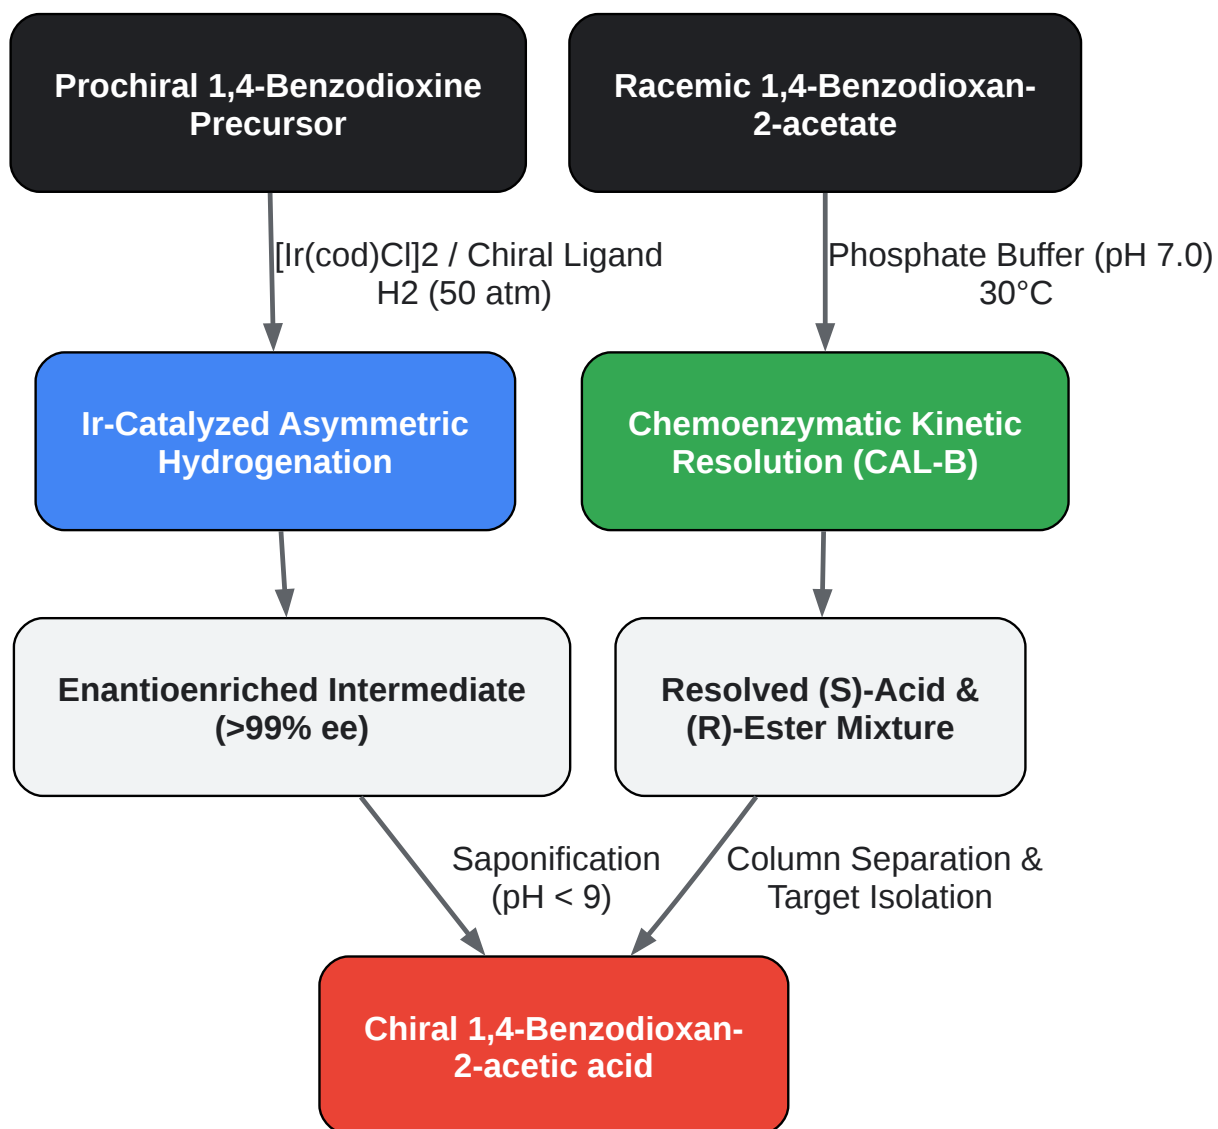 Prochiral 1,4-Benzodioxine
Precursor
Racemic 1,4-Benzodioxan-
2-acetate
[Ir(cod)Cl]2 / Chiral Ligand
H2 (50 atm)
Phosphate Buffer (pH 7.0)
30°C
Ir-Catalyzed Asymmetric
Hydrogenation
Chemoenzymatic Kinetic
Resolution (CAL-B)
Enantioenriched Intermediate
(>99% ee)
Resolved (S)-Acid &
(R)-Ester Mixture
Saponification
(pH < 9)
Column Separation &
Target Isolation
Chiral 1,4-Benzodioxan-
2-acetic acid